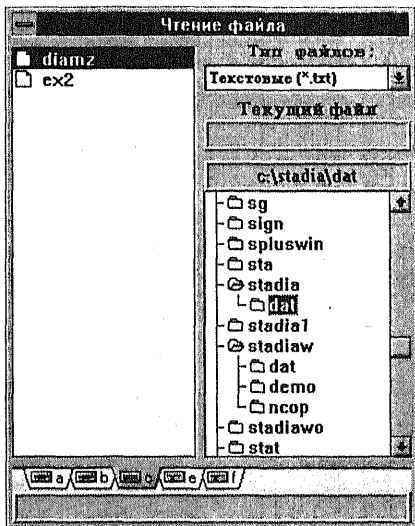 Чтение файла
diamz
ex2
Тип файлов:
Текстовые (*.txt)
Текущий файл
c:\stadia\dat
sg
sign
spluswin
sta
stadia
dat
stadia1
stadiaw
dat
demo
ncop
stadiawo
stat
a b c e f